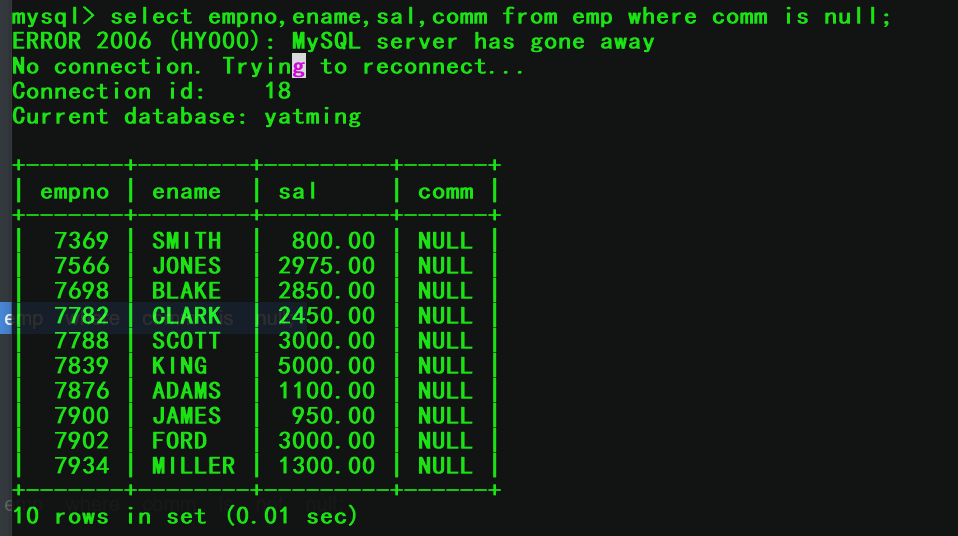 mysql> select empno,ename,sal,comm from emp where comm is null;
ERROR 2006 (HY000): MySQL server has gone away
No connection. Trying to reconnect...
Connection id:    18
Current database: yatming
+-------+--------+---------+------+
| empno | ename  | sal     | comm |
+-------+--------+---------+------+
|  7369 | SMITH  |  800.00 | NULL |
|  7566 | JONES  | 2975.00 | NULL |
|  7698 | BLAKE  | 2850.00 | NULL |
|  7782 | CLARK  | 2450.00 | NULL |
|  7788 | SCOTT  | 3000.00 | NULL |
|  7839 | KING   | 5000.00 | NULL |
|  7876 | ADAMS  | 1100.00 | NULL |
|  7900 | JAMES  |  950.00 | NULL |
|  7902 | FORD   | 3000.00 | NULL |
|  7934 | MILLER | 1300.00 | NULL |
+-------+--------+---------+------+
10 rows in set (0.01 sec)